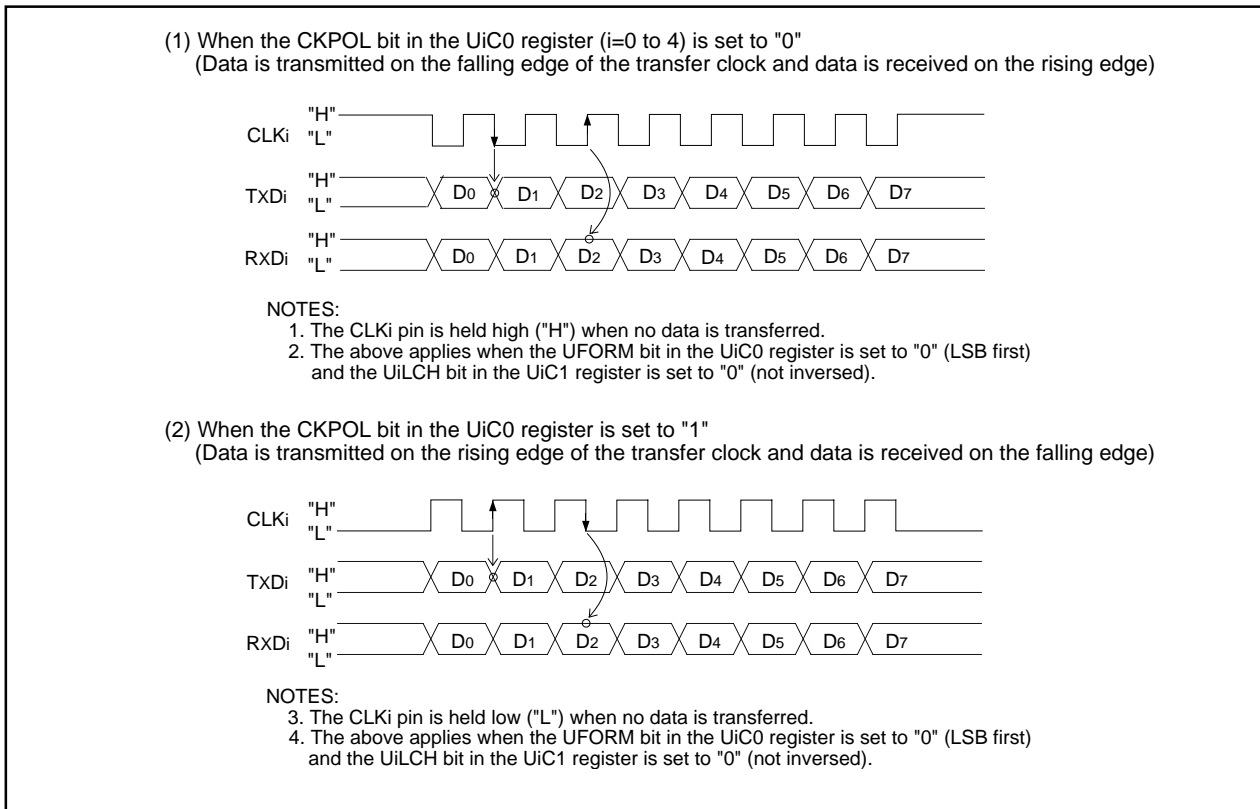 (1) When the CKPOL bit in the UiC0 register (i=0 to 4) is set to "0"
(Data is transmitted on the falling edge of the transfer clock and data is received on the rising edge)
"H"
CLKi "L"
"H"
TXDi "L"
D0 D1 D2 D3 D4 D5 D6 D7
"H"
RXDi "L"
D0 D1 D2 D3 D4 D5 D6 D7
NOTES:
1. The CLKi pin is held high ("H") when no data is transferred.
2. The above applies when the UFORM bit in the UiC0 register is set to "0" (LSB first)
and the UiLCH bit in the UiC1 register is set to "0" (not inversed).
(2) When the CKPOL bit in the UiC0 register is set to "1"
(Data is transmitted on the rising edge of the transfer clock and data is received on the falling edge)
"H"
CLKi "L"
TXDi "H"
"L"
D0 D1 D2 D3 D4 D5 D6 D7
RXDi "H"
"L"
D0 D1 D2 D3 D4 D5 D6 D7
NOTES:
3. The CLKi pin is held low ("L") when no data is transferred.
4. The above applies when the UFORM bit in the UiC0 register is set to "0" (LSB first)
and the UiLCH bit in the UiC1 register is set to "0" (not inversed).